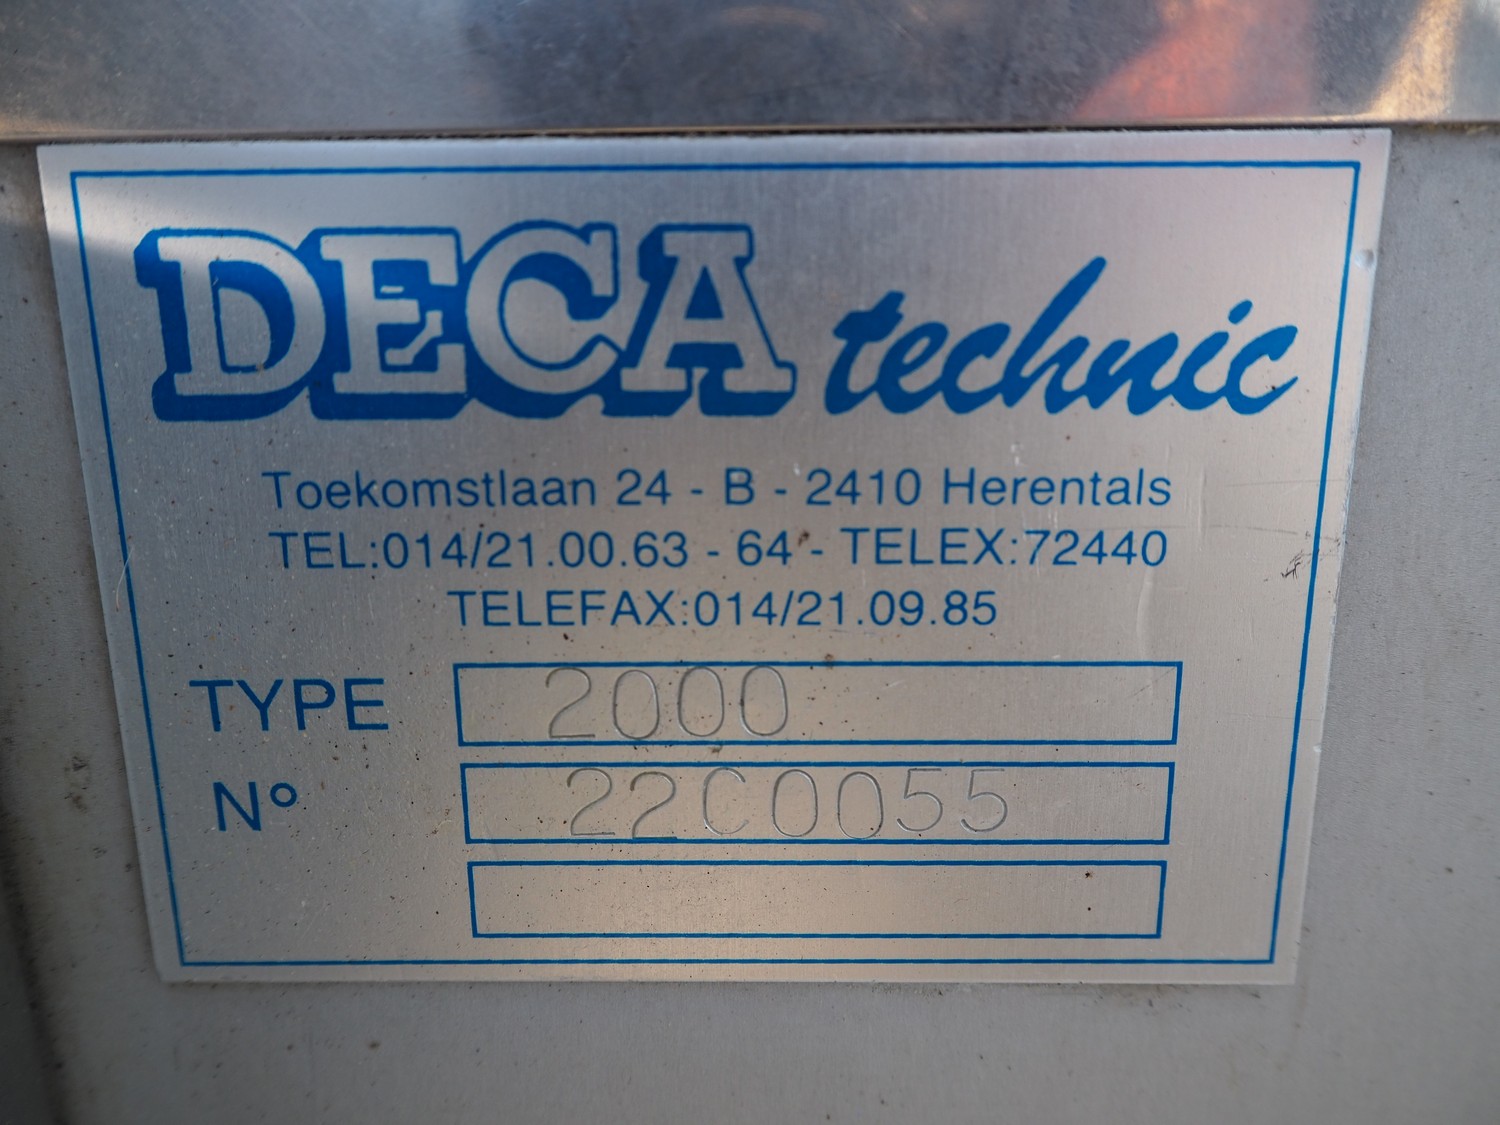 DECA technic
Toekomstlaan 24 - B - 2410 Herentals
TEL:014/21.00.63 - 64 - TELEX:72440
TELEFAX:014/21.09.85
TYPE 2000
N° 22C0055